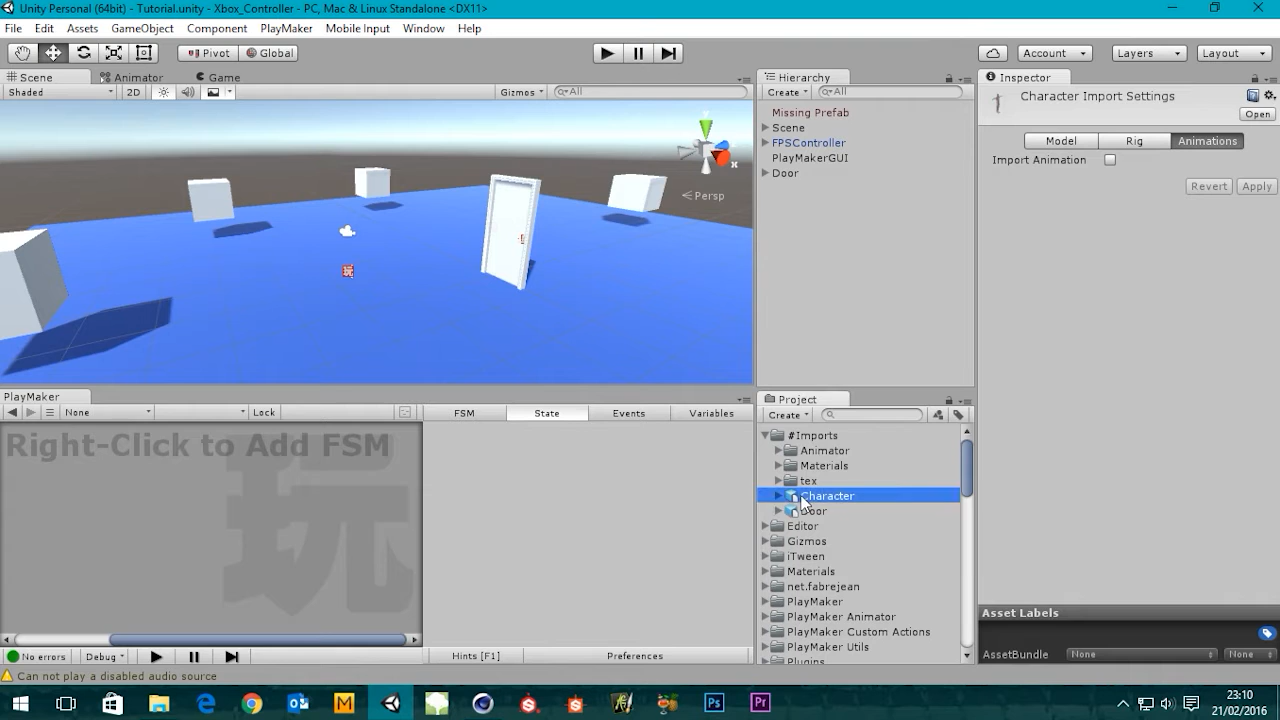 Unity Personal (64bit) - Tutorial.unity - Xbox_Controller - PC, Mac & Linux Standalone <DX11>
File Edit Assets GameObject Component PlayMaker Mobile Input Window Help
Pivot Global Account Layers Layout
Scene Animator Game
Shaded 2D Gizmos All
x
Persp
Hierarchy
Create All
Missing Prefab
Scene
FPSController
PlayMakerGUI
Door
Inspector
Character Import Settings
Open
Model Rig Animations
Import Animation
Revert Apply
PlayMaker
None Lock
FSM State Events Variables
Right-Click to Add FSM
玩
No errors Debug
Hints [F1] Preferences
Project
Create
#Imports
Animator
Materials
tex
Character
Door
Editor
Gizmos
iTween
Materials
net.fabrejean
PlayMaker
PlayMaker Animator
PlayMaker Custom Actions
PlayMaker Utils
Plugins
Asset Labels
AssetBundle None None
Can not play a disabled audio source
23:10
21/02/2016